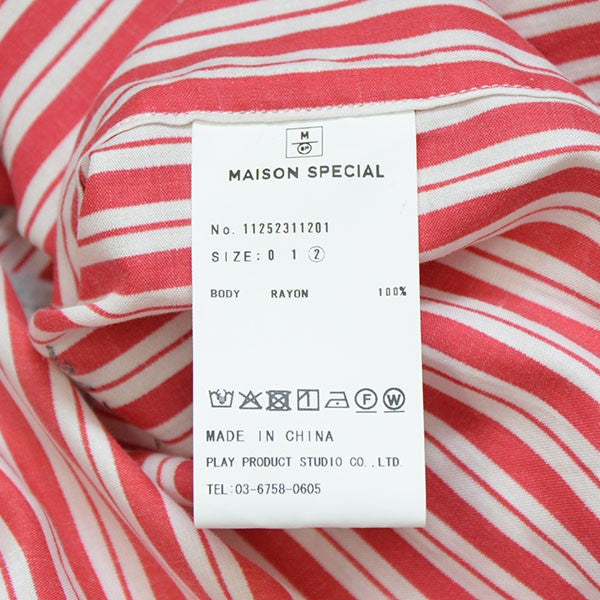 M
MAISON SPECIAL
No. 11252311201
SIZE: 0 1 ②
BODY RAYON 100%
F W
MADE IN CHINA
PLAY PRODUCT STUDIO CO.,LTD.
TEL:03-6758-0605